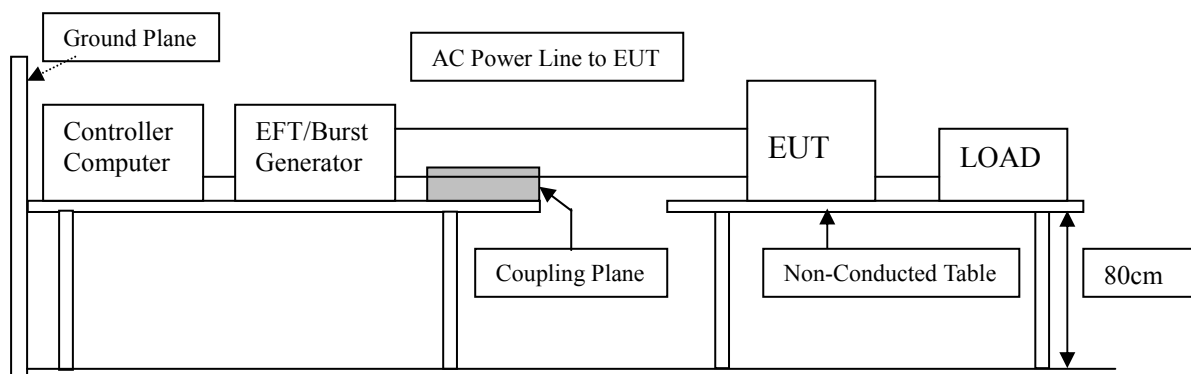 Ground Plane
AC Power Line to EUT
Controller
Computer
EFT/Burst
Generator
EUT
LOAD
Coupling Plane
Non-Conducted Table
80cm